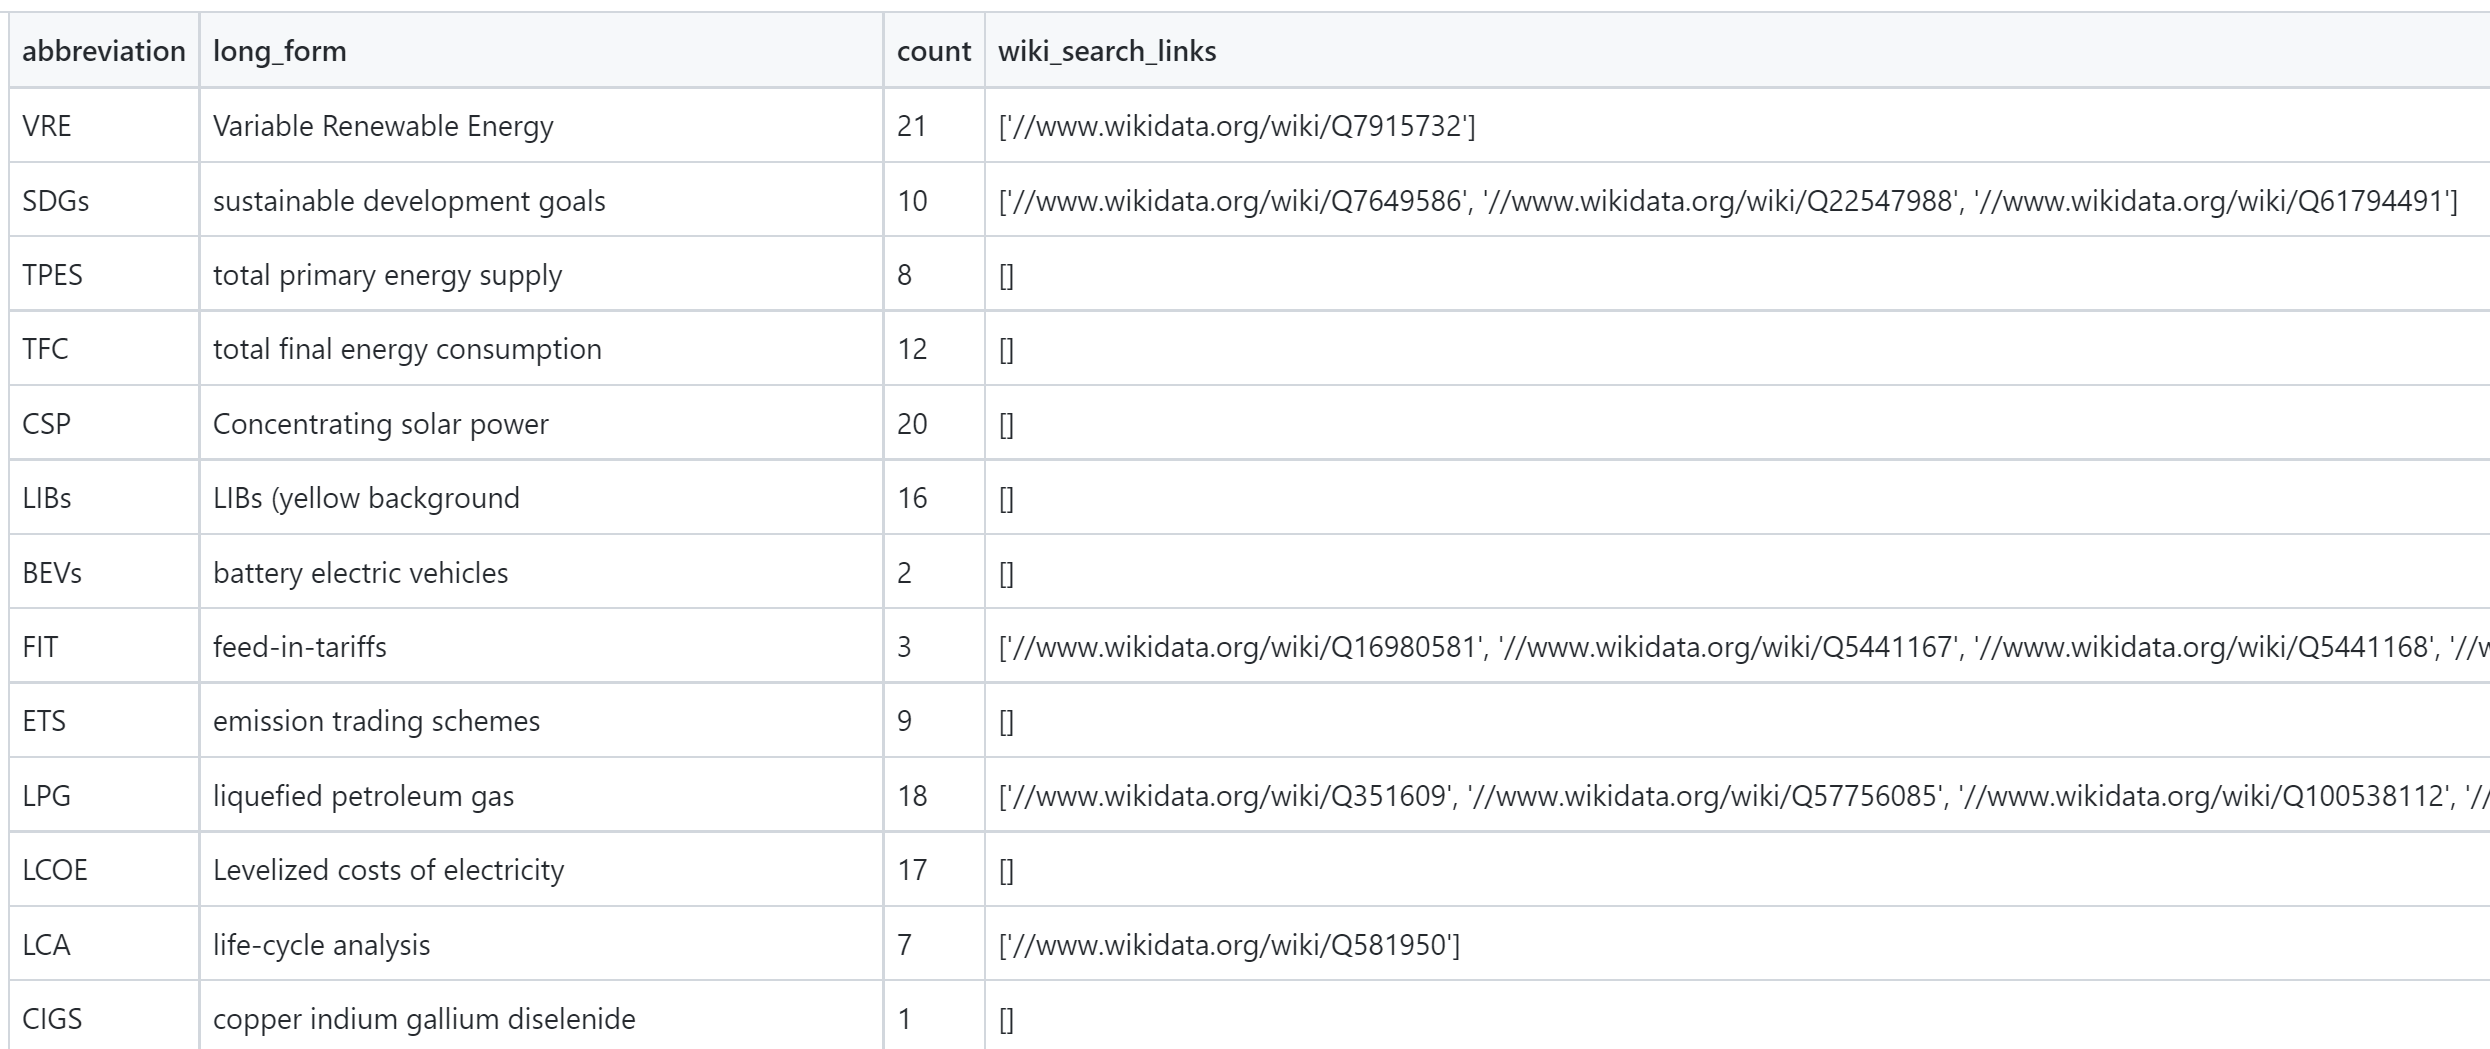 abbreviation long_form count wiki_search_links
VRE Variable Renewable Energy 21 ['//www.wikidata.org/wiki/Q7915732']
SDGs sustainable development goals 10 ['//www.wikidata.org/wiki/Q7649586', '//www.wikidata.org/wiki/Q22547988', '//www.wikidata.org/wiki/Q61794491']
TPES total primary energy supply 8 []
TFC total final energy consumption 12 []
CSP Concentrating solar power 20 []
LIBs LIBs (yellow background 16 []
BEVs battery electric vehicles 2 []
FIT feed-in-tariffs 3 ['//www.wikidata.org/wiki/Q16980581', '//www.wikidata.org/wiki/Q5441167', '//www.wikidata.org/wiki/Q5441168', '//w
ETS emission trading schemes 9 []
LPG liquefied petroleum gas 18 ['//www.wikidata.org/wiki/Q351609', '//www.wikidata.org/wiki/Q57756085', '//www.wikidata.org/wiki/Q100538112', '//
LCOE Levelized costs of electricity 17 []
LCA life-cycle analysis 7 ['//www.wikidata.org/wiki/Q581950']
CIGS copper indium gallium diselenide 1 []